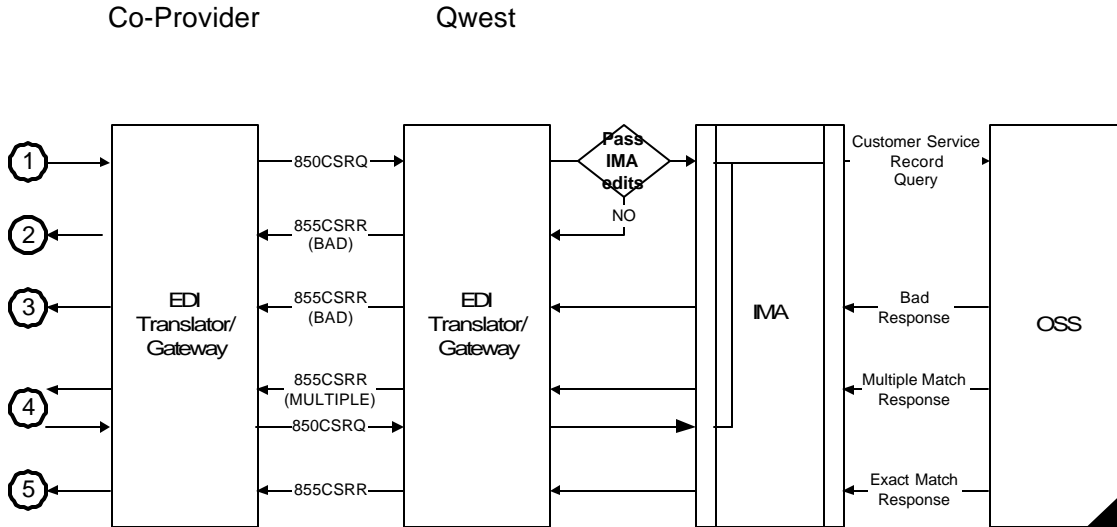 Co-Provider
Qwest
1
850CSRQ
Pass
IMA
edits
NO
Customer Service
Record
Query
2
855CSRR
(BAD)
3
EDI
Translator/
Gateway
855CSRR
(BAD)
EDI
Translator/
Gateway
IMA
Bad
Response
OSS
4
855CSRR
(MULTIPLE)
850CSRQ
Multiple Match
Response
5
855CSRR
Exact Match
Response